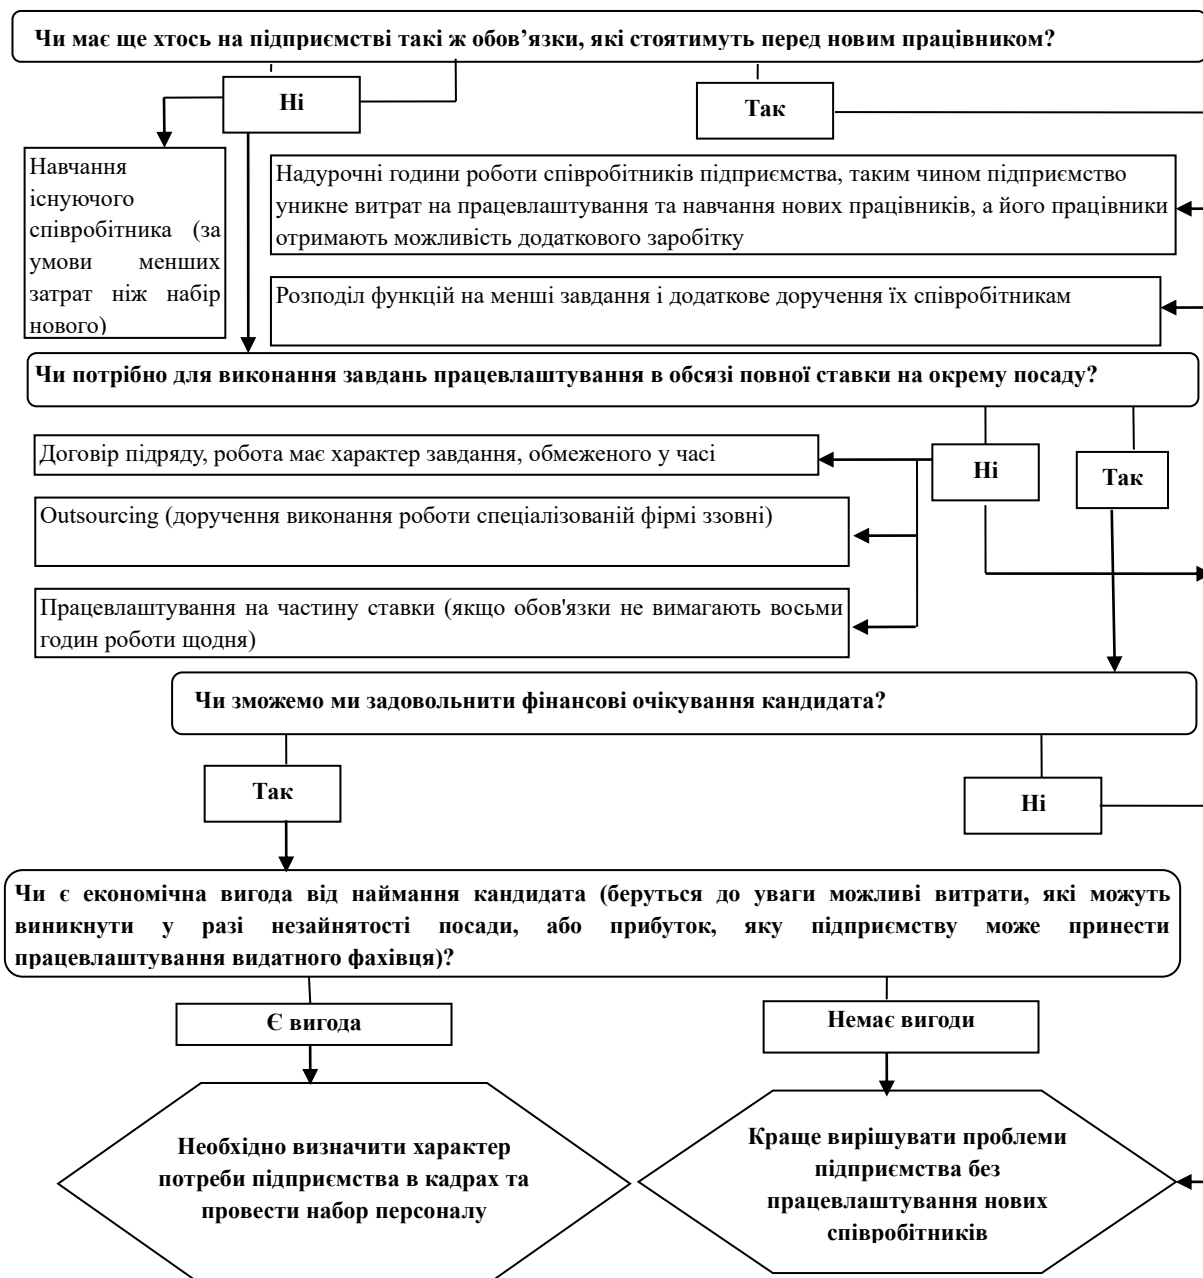 Чи має ще хтось на підприємстві такі ж обов’язки, які стоятимуть перед новим працівником?
Ні
Так
Навчання
існуючого
співробітника (за
умови менших
затрат ніж набір
нового)
Надурочні години роботи співробітників підприємства, таким чином підприємство
уникне витрат на працевлаштування та навчання нових працівників, а його працівники
отримають можливість додаткового заробітку
Розподіл функцій на менші завдання і додаткове доручення їх співробітникам
Чи потрібно для виконання завдань працевлаштування в обсязі повної ставки на окрему посаду?
Договір підряду, робота має характер завдання, обмеженого у часі
Ні
Так
Outsourcing (доручення виконання роботи спеціалізованій фірмі ззовні)
Працевлаштування на частину ставки (якщо обов'язки не вимагають восьми
годин роботи щодня)
Чи зможемо ми задовольнити фінансові очікування кандидата?
Так
Ні
Чи є економічна вигода від наймання кандидата (беруться до уваги можливі витрати, які можуть
виникнути у разі незайнятості посади, або прибуток, яку підприємству може принести
працевлаштування видатного фахівця)?
Є вигода
Немає вигоди
Необхідно визначити характер
потреби підприємства в кадрах та
провести набор персоналу
Краще вирішувати проблеми
підприємства без
працевлаштування нових
співробітників